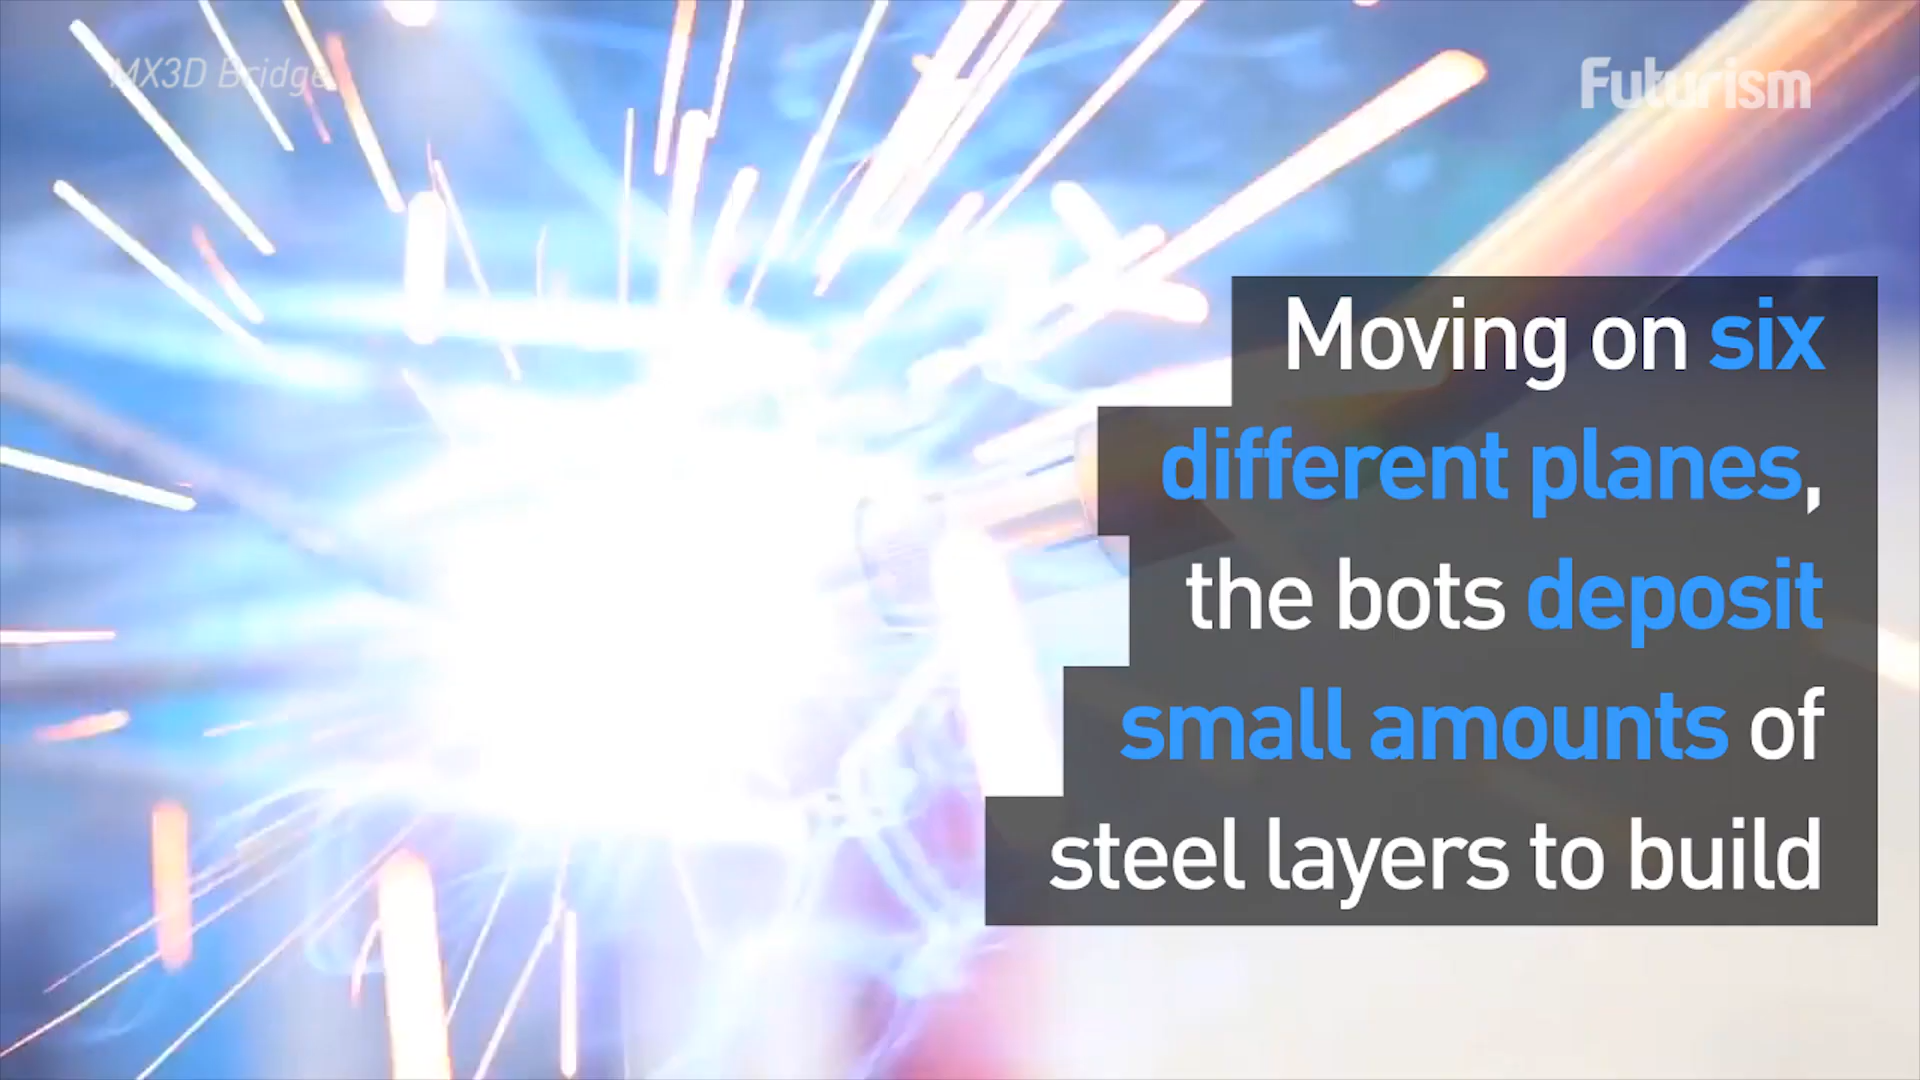 MX3D Bridge
Futurism
Moving on six
different planes,
the bots deposit
small amounts of
steel layers to build